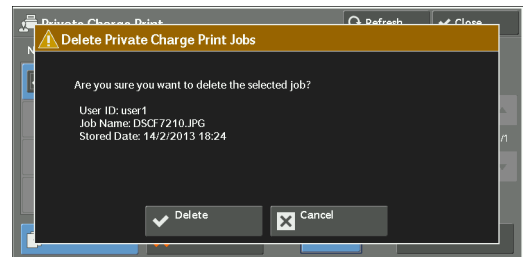 Private Charge Print
Refresh
Close
Delete Private Charge Print Jobs
Are you sure you want to delete the selected job?
User ID: user1
Job Name: DSCF7210.JPG
Stored Date: 14/2/2013 18:24
/1
Delete
Cancel